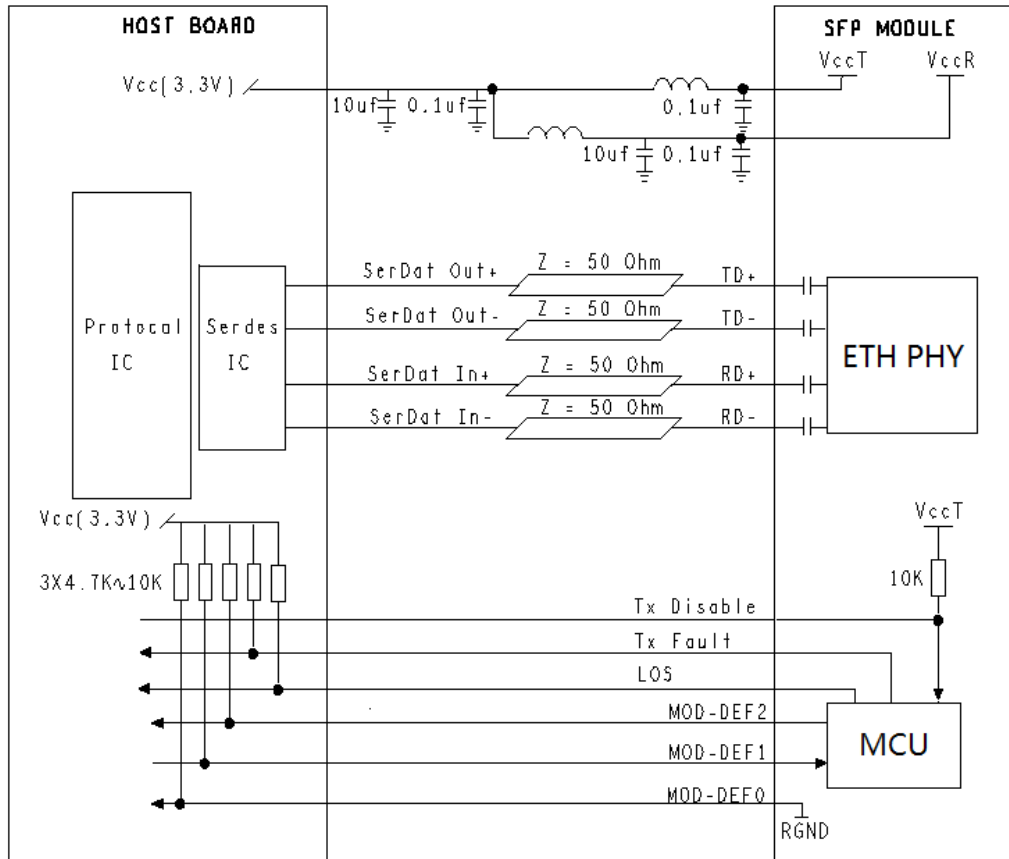 HOST BOARD
SFP MODULE
VccT
VccR
Vcc(3.3V)
10uf
0.1uf
0.1uf
10uf
0.1uf
Z = 50 Ohm
SerDat Out+
TD+
Z = 50 Ohm
SerDat Out-
TD-
Protocal
IC
Serdes
IC
ETH PHY
Z = 50 Ohm
SerDat In+
RD+
Z = 50 Ohm
SerDat In-
RD-
Vcc(3.3V)
VccT
3X4.7K∿10K
10K
Tx Disable
Tx Fault
LOS
MOD-DEF2
MCU
MOD-DEF1
MOD-DEF0
RGND